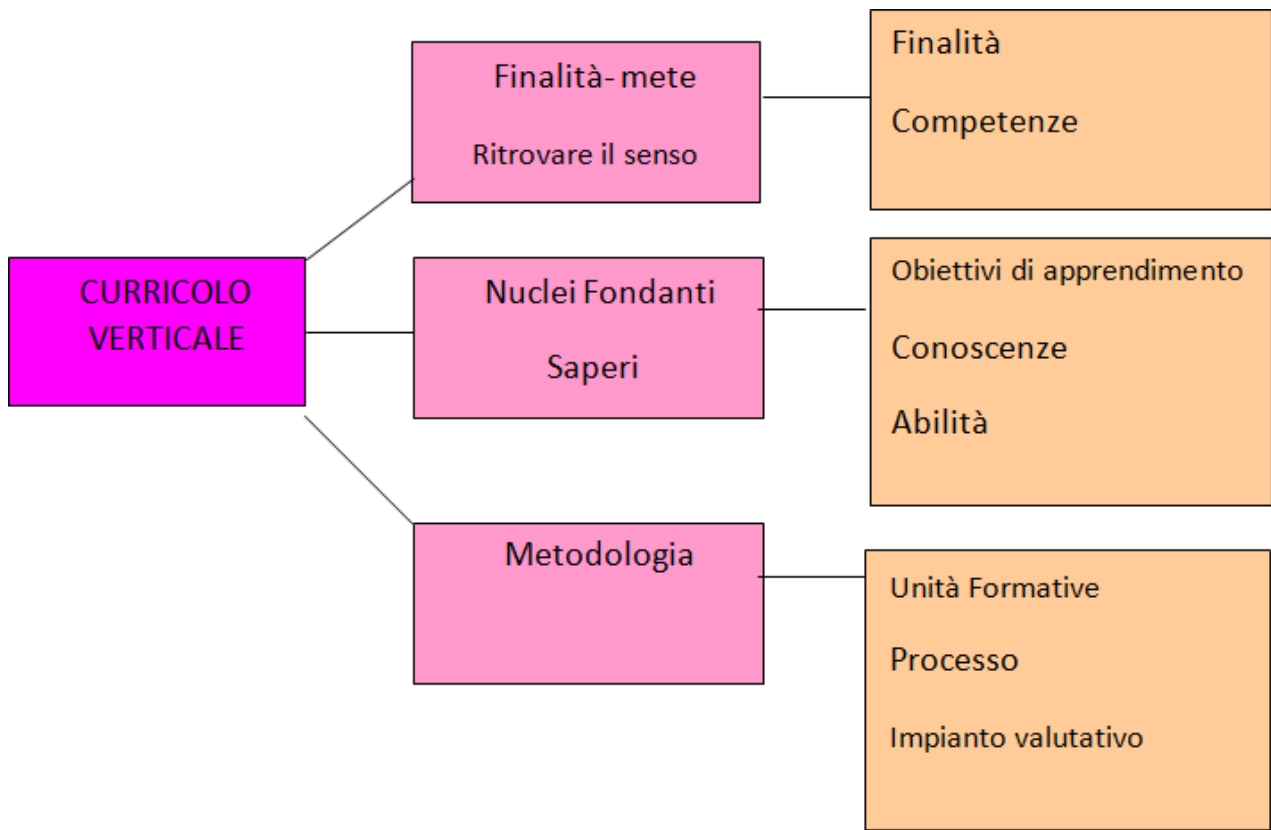 CURRICOLO
VERTICALE
Finalità- mete
Ritrovare il senso
Finalità
Competenze
Nuclei Fondanti
Saperi
Obiettivi di apprendimento
Conoscenze
Abilità
Metodologia
Unità Formative
Processo
Impianto valutativo